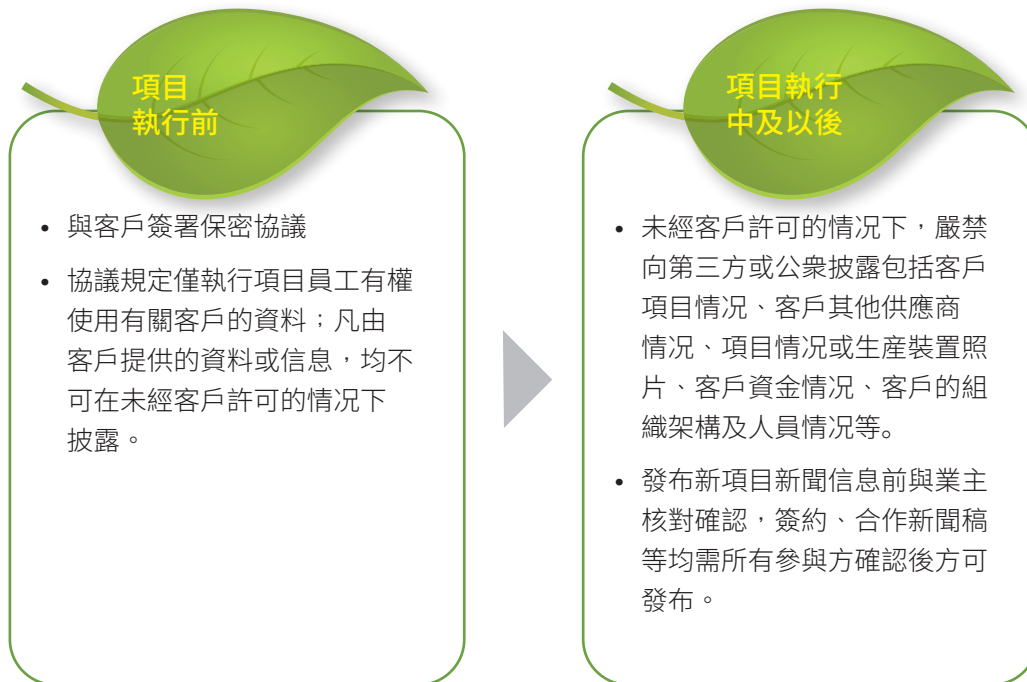 項目
執行前
• 與客戶簽署保密協議
• 協議規定僅執行項目員工有權
使用有關客戶的資料；凡由
客戶提供的資料或信息，均不
可在未經客戶許可的情況下
披露。
項目執行
中及以後
• 未經客戶許可的情況下，嚴禁
向第三方或公衆披露包括客戶
項目情況、客戶其他供應商
情況、項目情況或生産裝置照
片、客戶資金情況、客戶的組
織架構及人員情況等。
• 發布新項目新聞信息前與業主
核對確認，簽約、合作新聞稿
等均需所有參與方確認後方可
發布。